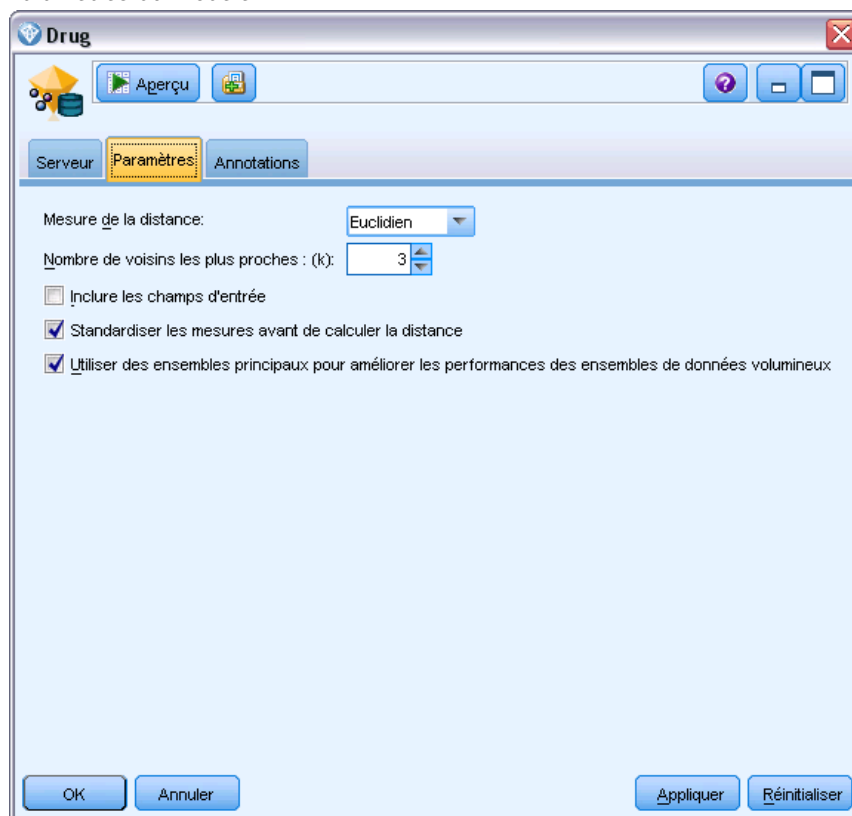 Drug
Aperçu
Serveur Paramètres Annotations
Mesure de la distance: Euclidien
Nombre de voisins les plus proches : (k): 3
Inclure les champs d'entrée
Standardiser les mesures avant de calculer la distance
Utiliser des ensembles principaux pour améliorer les performances des ensembles de données volumineux
OK Annuler Appliquer Réinitialiser